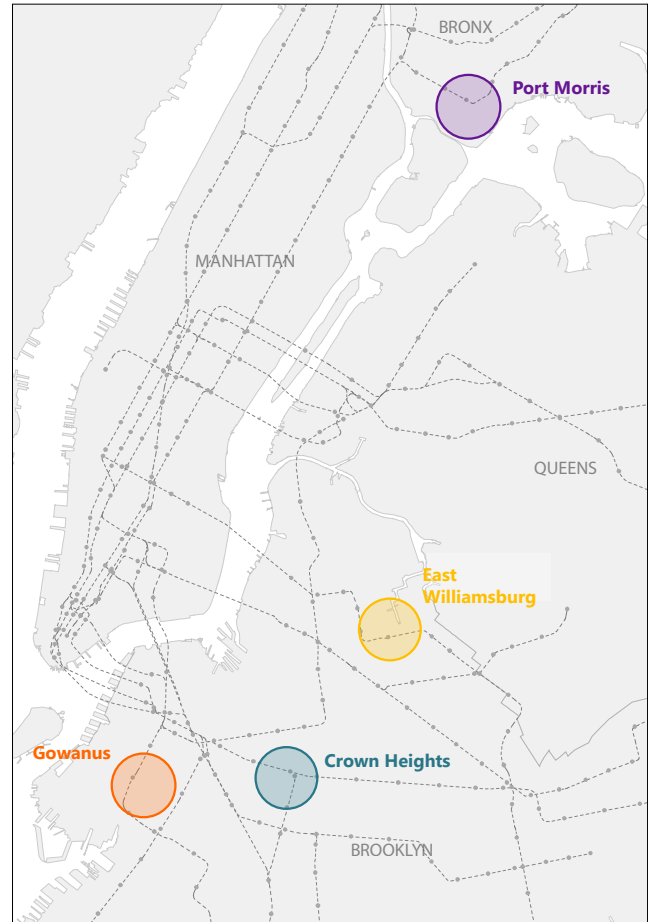 BRONX
Port Morris
MANHATTAN
QUEENS
East
Williamsburg
Gowanus
Crown Heights
BROOKLYN